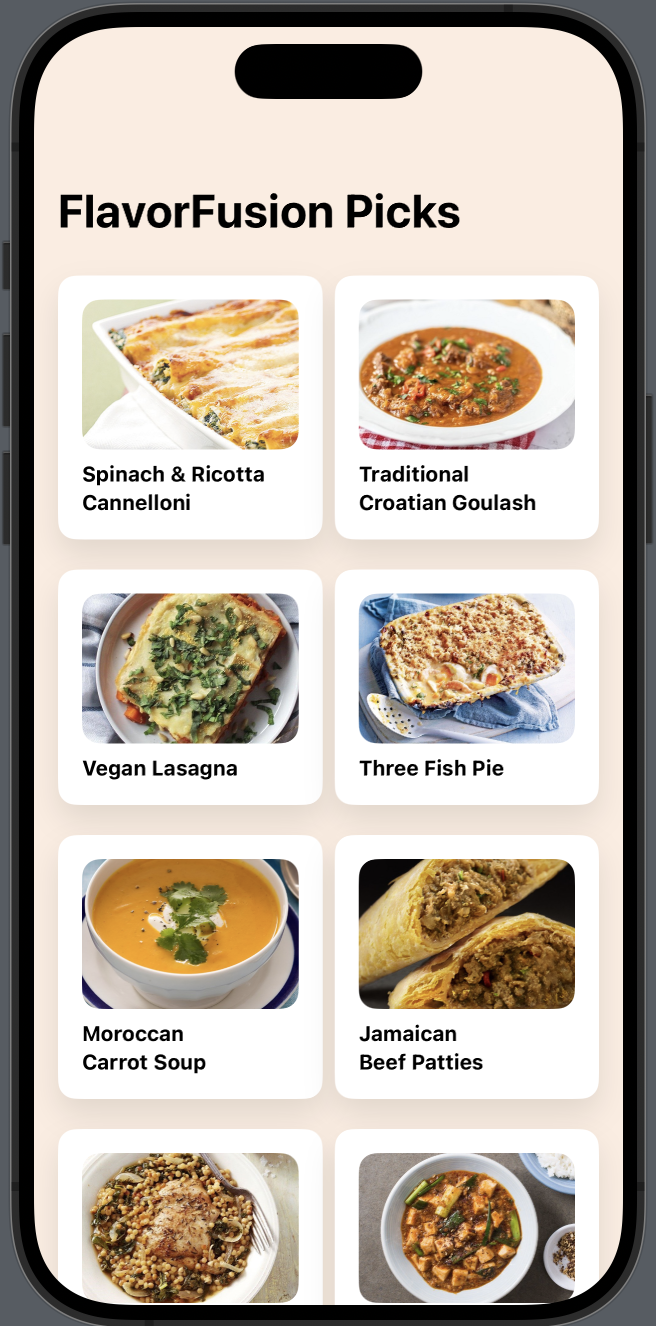 FlavorFusion Picks
Spinach & Ricotta
Cannelloni
Traditional
Croatian Goulash
Vegan Lasagna
Three Fish Pie
Moroccan
Carrot Soup
Jamaican
Beef Patties